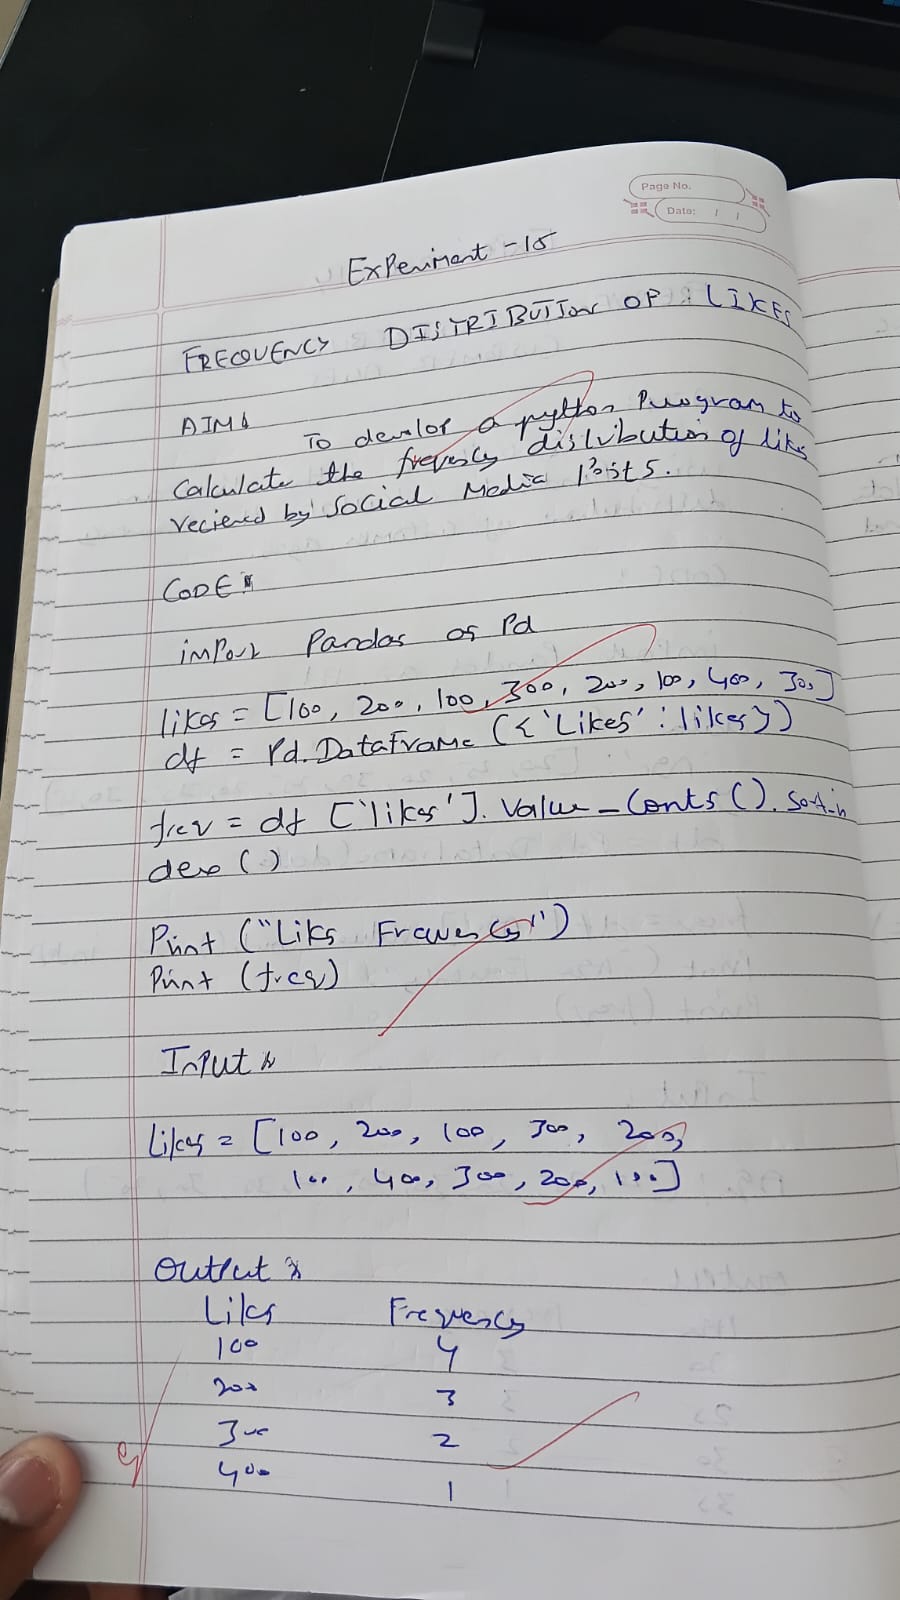 Page No.
Date: / /
Experiment - 15
FREQUENCY DISTRIBUTION OF LIKES
AIM:
To develop a python Program to
Calculate the frequency distribution of likes
recieved by Social Media Posts.
CODE:
import Pandas as Pd
likes = [100, 200, 100, 300, 200, 100, 400, 300]
df = Pd.DataFrame ({'Likes': likes})
freq = df ['likes']. Value_Conts(). Sort_in
dex ()
Print ("Liks Frequency")
Print (freq)
Input:
Likes = [100, 200, 100, 300, 200,
100, 400, 300, 200, 100]
Output:
Liks Frequency
100 4
200 3
300 2
400 1